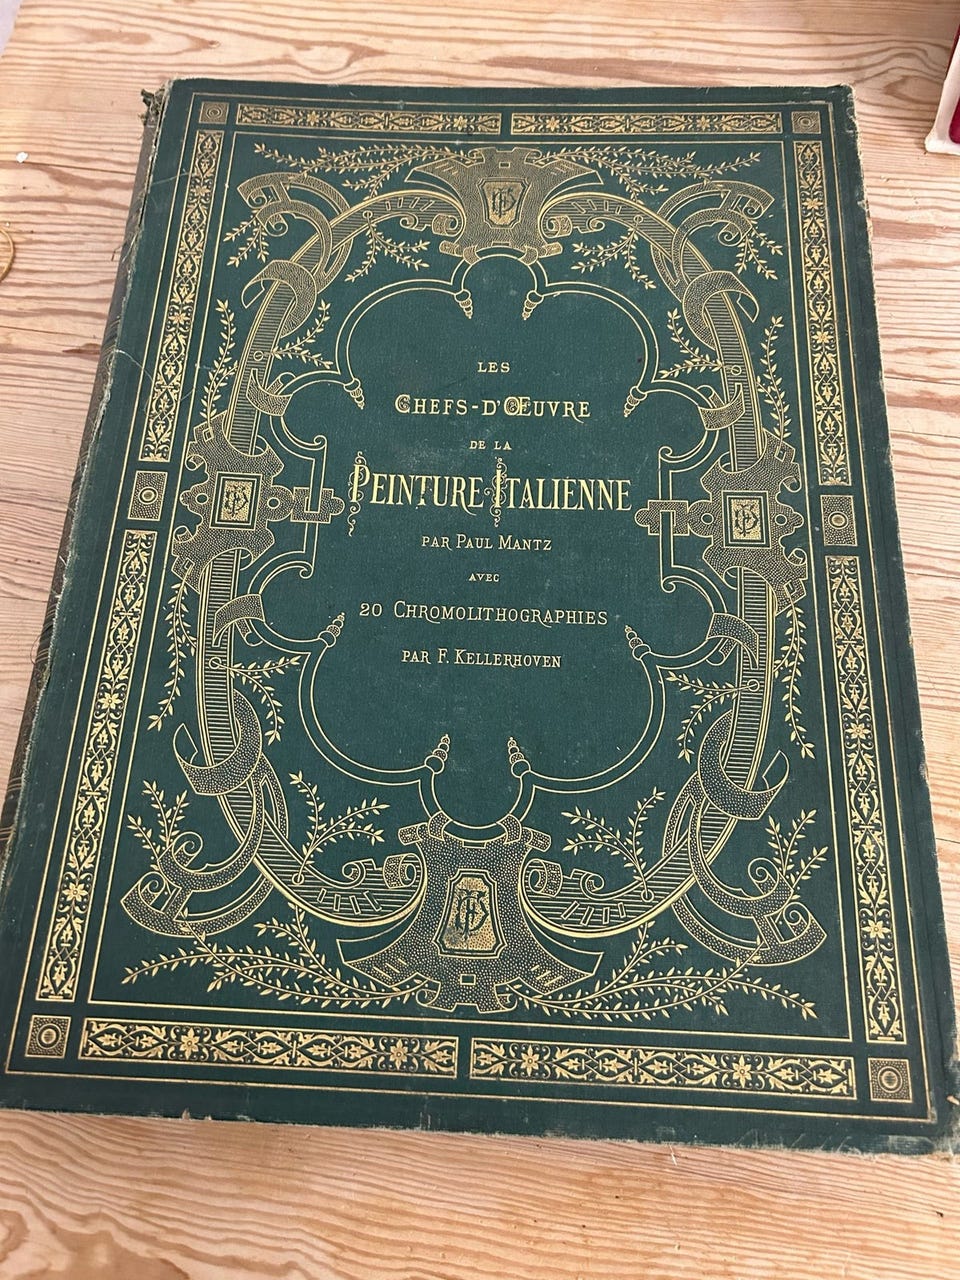 LES
CHEFS-D'ŒUVRE
DE LA
PEINTURE ITALIENNE
PAR PAUL MANTZ
AVEC
20 CHROMOLITHOGRAPHIES
PAR F. KELLERHOVEN